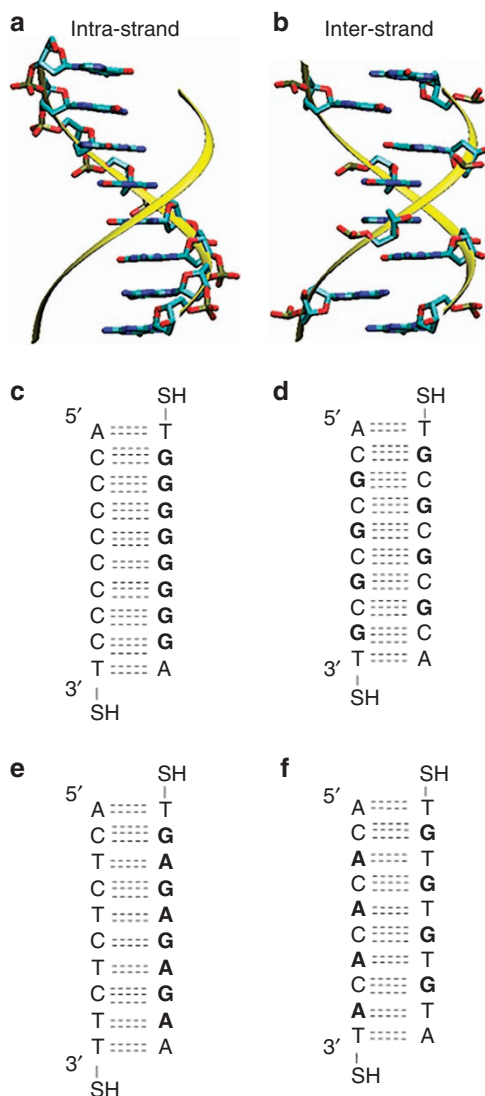 a Intra-strand
b Inter-strand
c
SH
5′ A T
C G
C G
C G
C G
C G
C G
C G
C G
3′ T A
SH
d
SH
5′ A T
C G
G C
C G
G C
C G
G C
C G
G C
3′ T A
SH
e
SH
5′ A T
C G
T A
C G
T A
C G
T A
C G
T A
3′ T A
SH
f
SH
5′ A T
C G
A T
C G
A T
C G
A T
C G
A T
3′ T A
SH